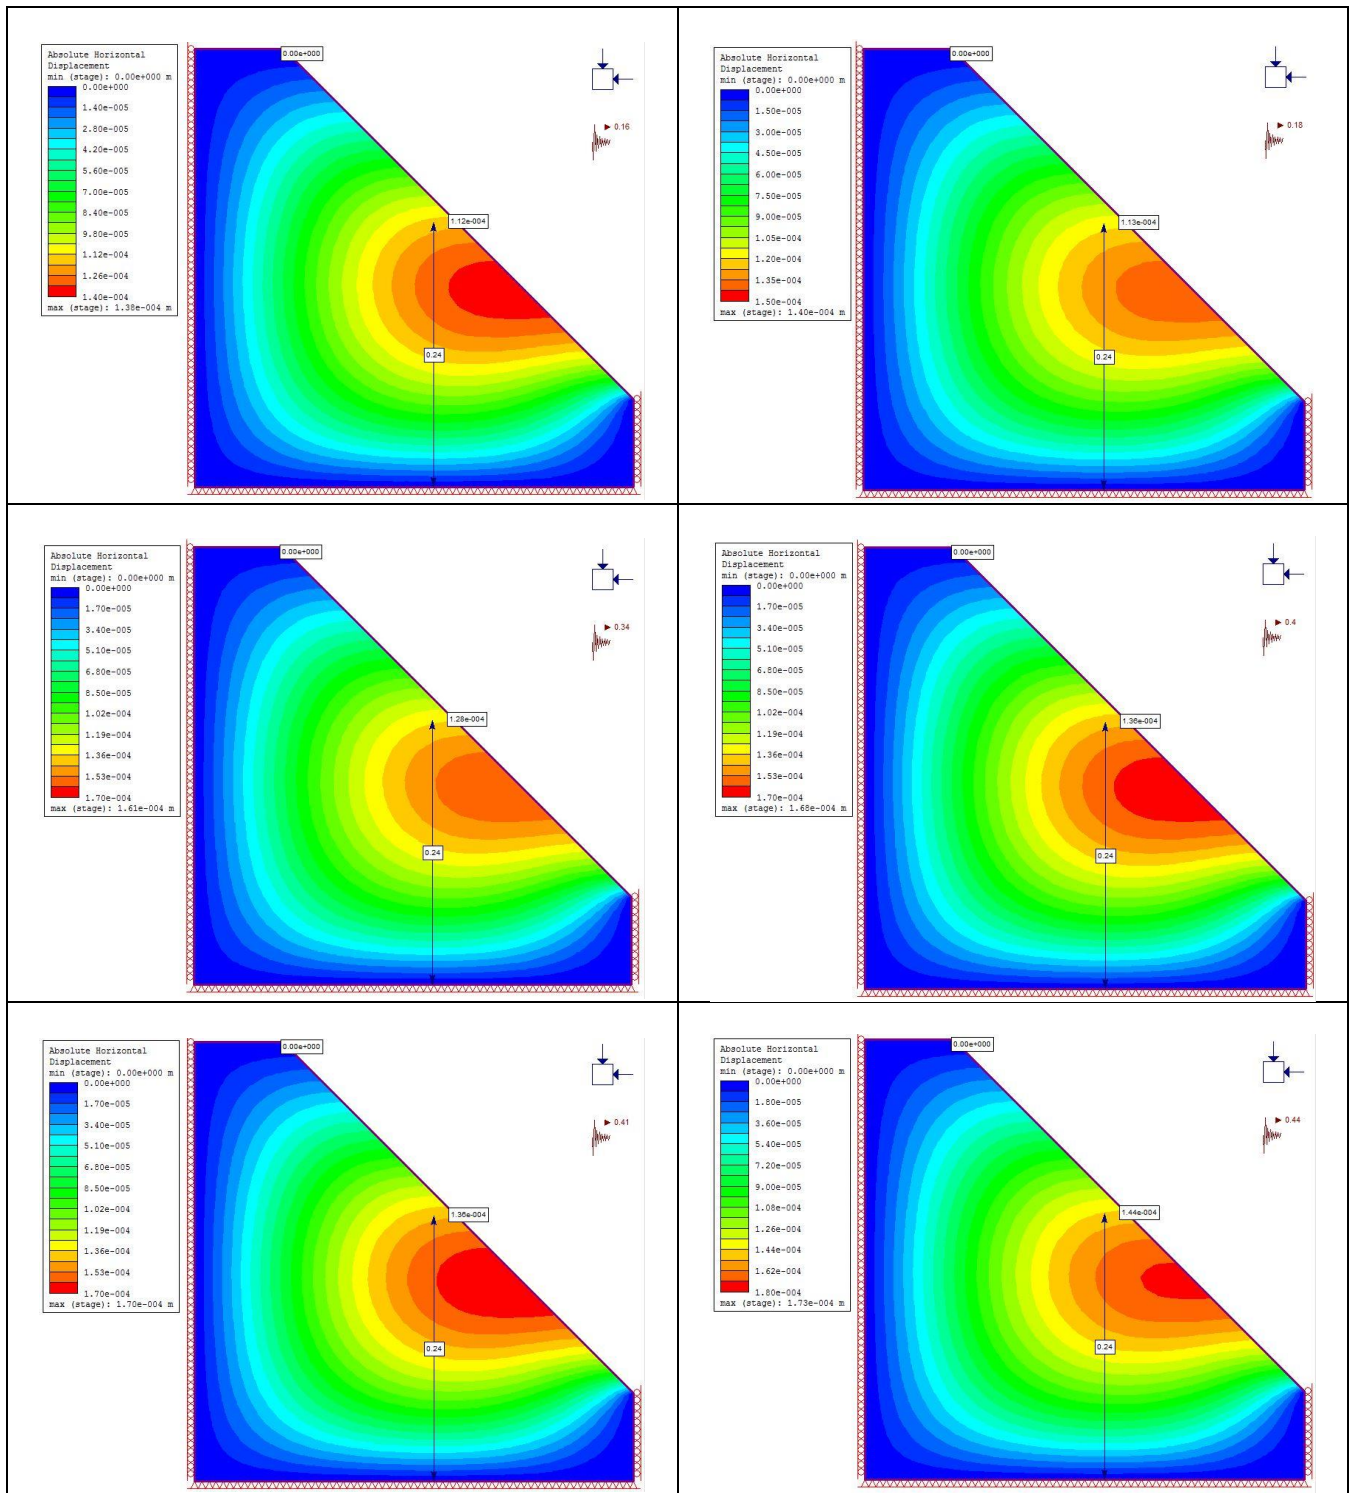 Absolute Horizontal
Displacement
min (stage): 0.00e+000 m
0.00e+000
1.40e-005
2.80e-005
4.20e-005
5.60e-005
7.00e-005
8.40e-005
9.80e-005
1.12e-004
1.26e-004
1.40e-004
max (stage): 1.38e-004 m
0.00e+000
0.16
1.12e-004
0.24
Absolute Horizontal
Displacement
min (stage): 0.00e+000 m
0.00e+000
1.50e-005
3.00e-005
4.50e-005
6.00e-005
7.50e-005
9.00e-005
1.05e-004
1.20e-004
1.35e-004
1.50e-004
max (stage): 1.40e-004 m
0.00e+000
0.18
1.13e-004
0.24
Absolute Horizontal
Displacement
min (stage): 0.00e+000 m
0.00e+000
1.70e-005
3.40e-005
5.10e-005
6.80e-005
8.50e-005
1.02e-004
1.19e-004
1.36e-004
1.53e-004
1.70e-004
max (stage): 1.61e-004 m
0.00e+000
0.34
1.28e-004
0.24
Absolute Horizontal
Displacement
min (stage): 0.00e+000 m
0.00e+000
1.70e-005
3.40e-005
5.10e-005
6.80e-005
8.50e-005
1.02e-004
1.19e-004
1.36e-004
1.53e-004
1.70e-004
max (stage): 1.68e-004 m
0.00e+000
0.4
1.36e-004
0.24
Absolute Horizontal
Displacement
min (stage): 0.00e+000 m
0.00e+000
1.70e-005
3.40e-005
5.10e-005
6.80e-005
8.50e-005
1.02e-004
1.19e-004
1.36e-004
1.53e-004
1.70e-004
max (stage): 1.70e-004 m
0.00e+000
0.41
1.36e-004
0.24
Absolute Horizontal
Displacement
min (stage): 0.00e+000 m
0.00e+000
1.80e-005
3.60e-005
5.40e-005
7.20e-005
9.00e-005
1.08e-004
1.26e-004
1.44e-004
1.62e-004
1.80e-004
max (stage): 1.73e-004 m
0.00e+000
0.44
1.44e-004
0.24